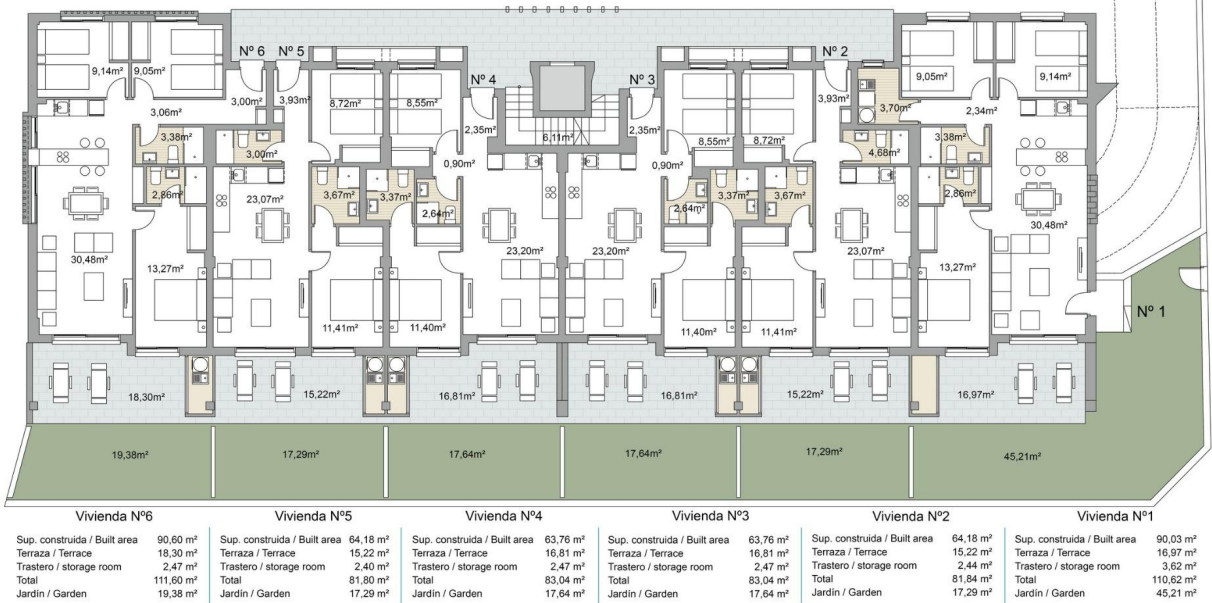 Nº 6
Nº 5
Nº 4
Nº 3
Nº 2
Nº 1
9,14m²
9,05m²
3,06m²
3,00m²
3,38m²
2,86m²
30,48m²
13,27m²
18,30m²
19,38m²
3,93m²
8,72m²
3,00m²
23,07m²
3,67m²
11,41m²
15,22m²
17,29m²
8,55m²
2,35m²
0,90m²
3,37m²
2,64m²
23,20m²
11,40m²
16,81m²
17,64m²
6,11m²
2,35m²
8,55m²
0,90m²
2,64m²
3,37m²
23,20m²
11,40m²
16,81m²
17,64m²
3,93m²
8,72m²
4,68m²
3,67m²
23,07m²
11,41m²
15,22m²
17,29m²
9,05m²
9,14m²
3,70m²
2,34m²
3,38m²
2,86m²
30,48m²
13,27m²
16,97m²
45,21m²
Vivienda Nº6
Sup. construida / Built area 90,60 m²
Terraza / Terrace 18,30 m²
Trastero / storage room 2,47 m²
Total 111,60 m²
Jardín / Garden 19,38 m²
Vivienda Nº5
Sup. construida / Built area 64,18 m²
Terraza / Terrace 15,22 m²
Trastero / storage room 2,40 m²
Total 81,80 m²
Jardín / Garden 17,29 m²
Vivienda Nº4
Sup. construida / Built area 63,76 m²
Terraza / Terrace 16,81 m²
Trastero / storage room 2,47 m²
Total 83,04 m²
Jardín / Garden 17,64 m²
Vivienda Nº3
Sup. construida / Built area 63,76 m²
Terraza / Terrace 16,81 m²
Trastero / storage room 2,47 m²
Total 83,04 m²
Jardín / Garden 17,64 m²
Vivienda Nº2
Sup. construida / Built area 64,18 m²
Terraza / Terrace 15,22 m²
Trastero / storage room 2,44 m²
Total 81,84 m²
Jardín / Garden 17,29 m²
Vivienda Nº1
Sup. construida / Built area 90,03 m²
Terraza / Terrace 16,97 m²
Trastero / storage room 3,62 m²
Total 110,62 m²
Jardín / Garden 45,21 m²